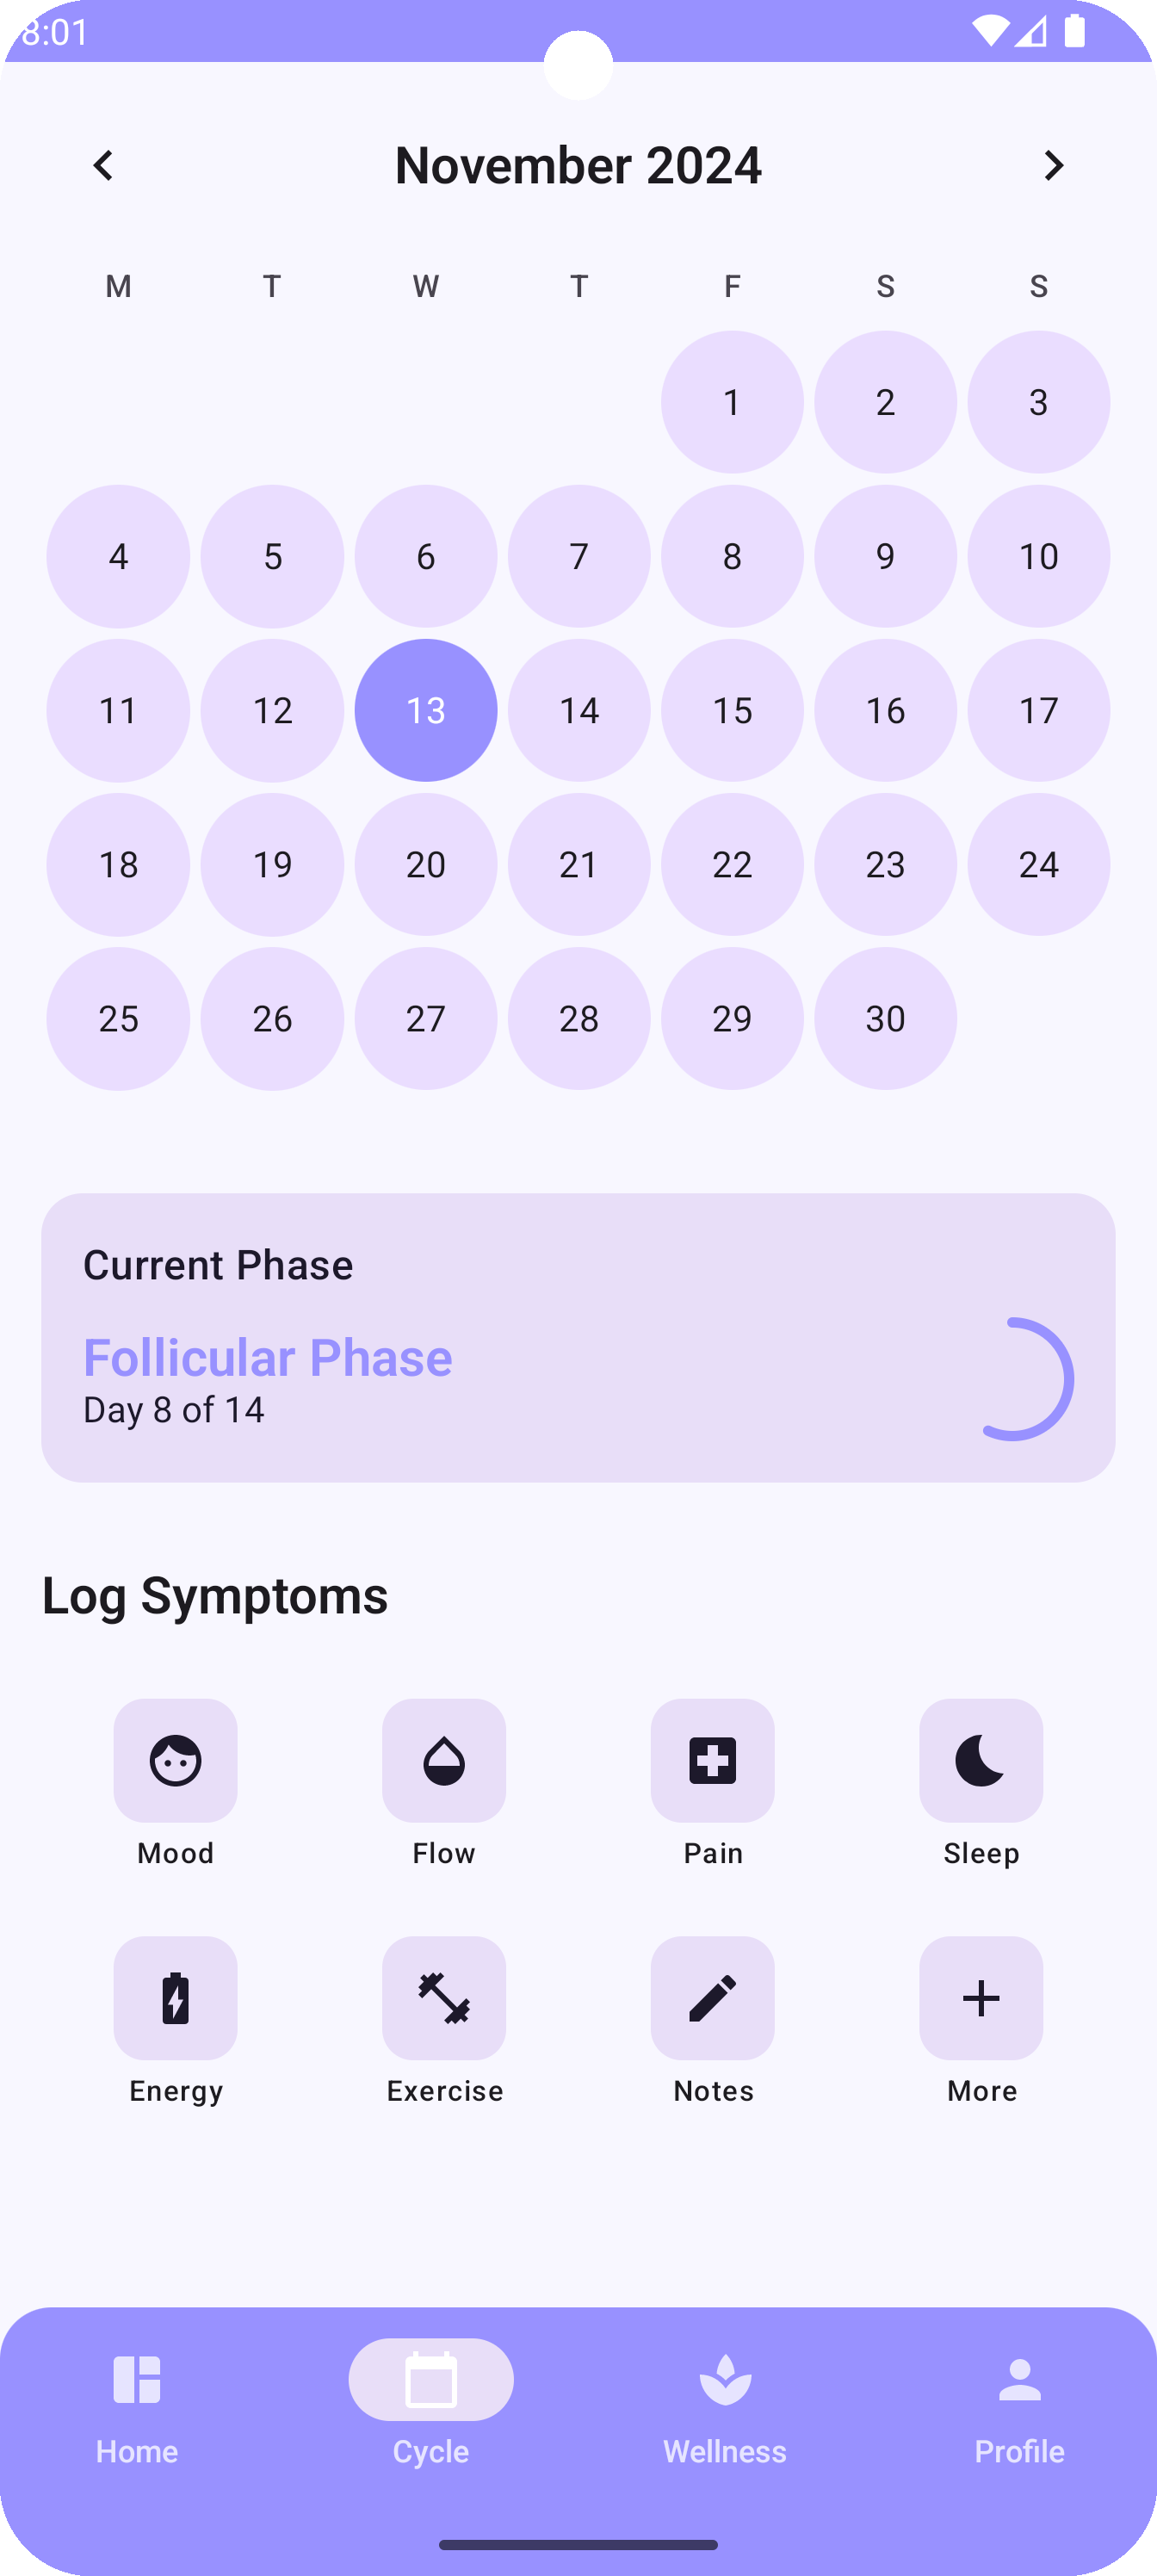 8:01
November 2024
M T W T F S S
1 2 3
4 5 6 7 8 9 10
11 12 13 14 15 16 17
18 19 20 21 22 23 24
25 26 27 28 29 30
Current Phase
Follicular Phase
Day 8 of 14
Log Symptoms
Mood Flow Pain Sleep
Energy Exercise Notes More
Home Cycle Wellness Profile